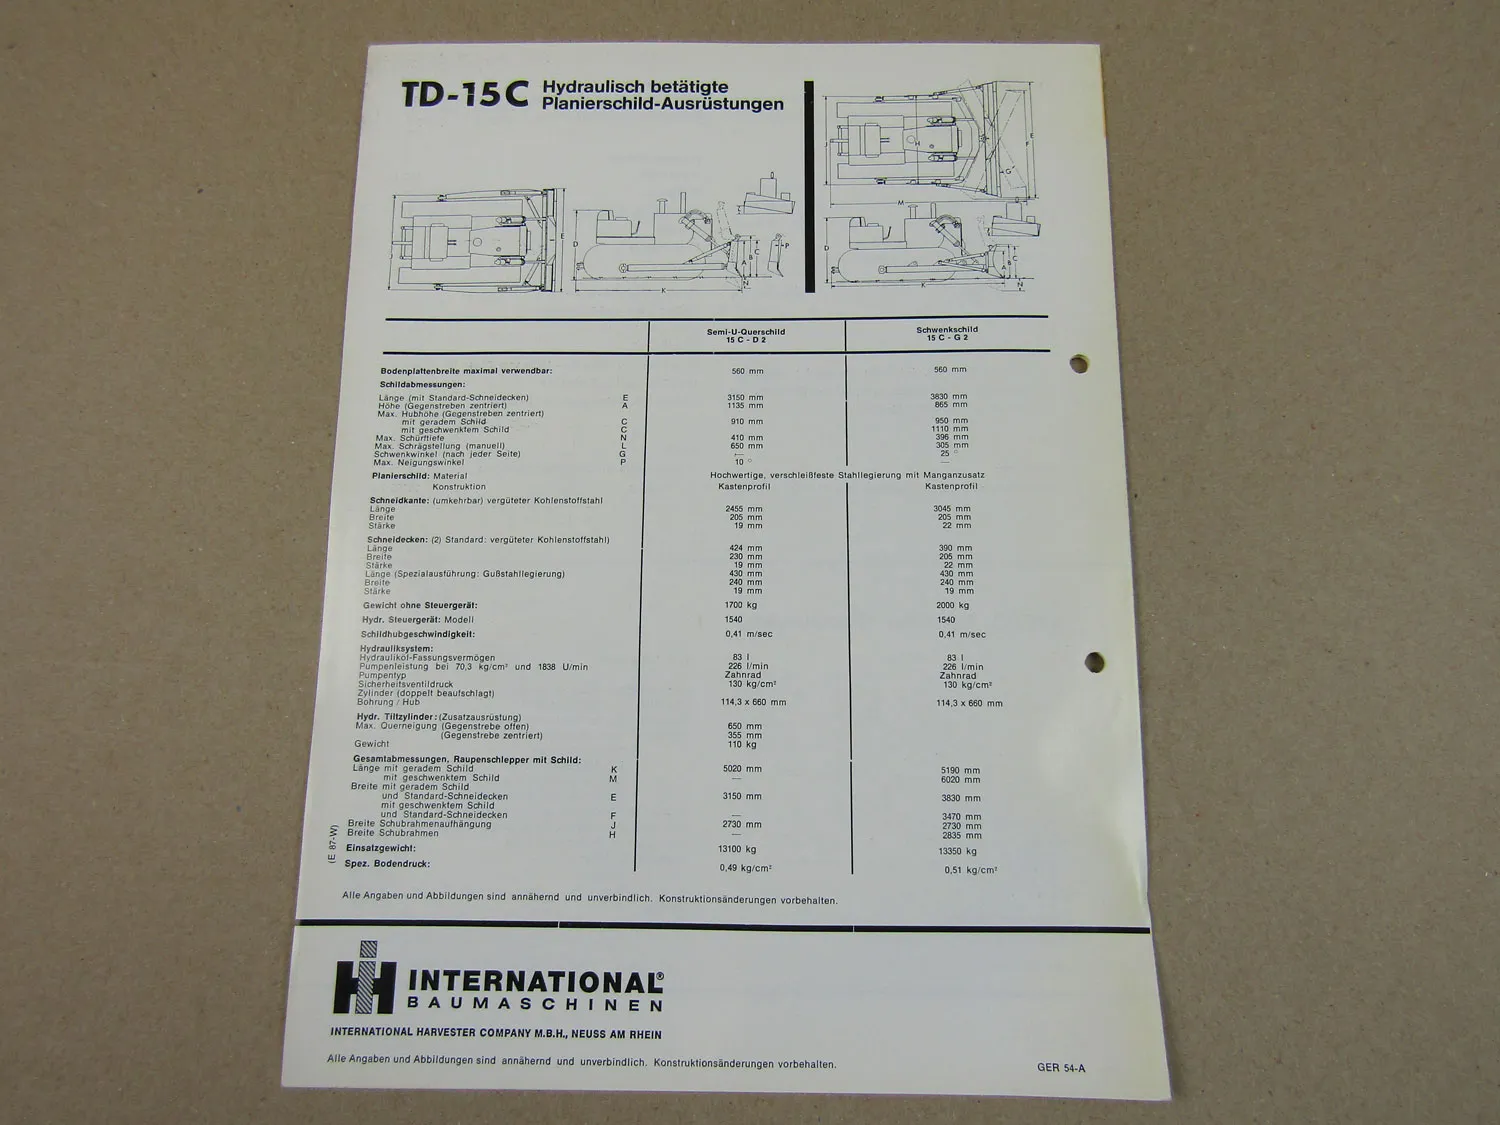 TD-15C Hydraulisch betätigte
Planierschild-Ausrüstungen
Semi-U-Querschild Schwenkschild
15 C - D 2 15 C - G 2
Bodenplattenbreite maximal verwendbar: 560 mm 560 mm
Schildabmessungen:
Länge (mit Standard-Schneidecken) E 3150 mm 3830 mm
Höhe (Gegenstreben zentriert) A 1135 mm 865 mm
Max. Hubhöhe (Gegenstreben zentriert)
mit geradem Schild C 910 mm 950 mm
mit geschwenktem Schild C 1110 mm
Max. Schürftiefe N 410 mm 396 mm
Max. Schrägstellung (manuell) L 650 mm 305 mm
Schwenkwinkel (nach jeder Seite) G — 25 °
Max. Neigungswinkel P 10 ° —
Planierschild: Material Hochwertige, verschleißfeste Stahllegierung mit Manganzusatz
Konstruktion Kastenprofil Kastenprofil
Schneidkante: (umkehrbar) vergüteter Kohlenstoffstahl
Länge 2455 mm 3045 mm
Breite 205 mm 205 mm
Stärke 19 mm 22 mm
Schneidecken: (2) Standard: vergüteter Kohlenstoffstahl)
Länge 424 mm 390 mm
Breite 230 mm 205 mm
Stärke 19 mm 22 mm
Länge (Spezialausführung: Gußstahllegierung) 430 mm 430 mm
Breite 240 mm 240 mm
Stärke 19 mm 19 mm
Gewicht ohne Steuergerät: 1700 kg 2000 kg
Hydr. Steuergerät: Modell 1540 1540
Schildhubgeschwindigkeit: 0,41 m/sec 0,41 m/sec
Hydrauliksystem:
Hydrauliköl-Fassungsvermögen 83 l 83 l
Pumpenleistung bei 70,3 kg/cm² und 1838 U/min 226 l/min 226 l/min
Pumpentyp Zahnrad Zahnrad
Sicherheitsventildruck 130 kg/cm² 130 kg/cm²
Zylinder (doppelt beaufschlagt)
Bohrung / Hub 114,3 x 660 mm 114,3 x 660 mm
Hydr. Tiltzylinder: (Zusatzausrüstung)
Max. Querneigung (Gegenstrebe offen) 650 mm
(Gegenstrebe zentriert) 355 mm
Gewicht 110 kg
Gesamtabmessungen, Raupenschlepper mit Schild:
Länge mit geradem Schild K 5020 mm 5190 mm
mit geschwenktem Schild M — 6020 mm
Breite mit geradem Schild
und Standard-Schneidecken E 3150 mm 3830 mm
mit geschwenktem Schild
und Standard-Schneidecken F — 3470 mm
Breite Schubrahmenaufhängung J 2730 mm 2730 mm
Breite Schubrahmen H — 2835 mm
Einsatzgewicht: 13100 kg 13350 kg
Spez. Bodendruck: 0,49 kg/cm² 0,51 kg/cm²
(E 87-W)
Alle Angaben und Abbildungen sind annähernd und unverbindlich. Konstruktionsänderungen vorbehalten.
INTERNATIONAL®
BAUMASCHINEN
INTERNATIONAL HARVESTER COMPANY M.B.H., NEUSS AM RHEIN
Alle Angaben und Abbildungen sind annähernd und unverbindlich. Konstruktionsänderungen vorbehalten.
GER 54-A